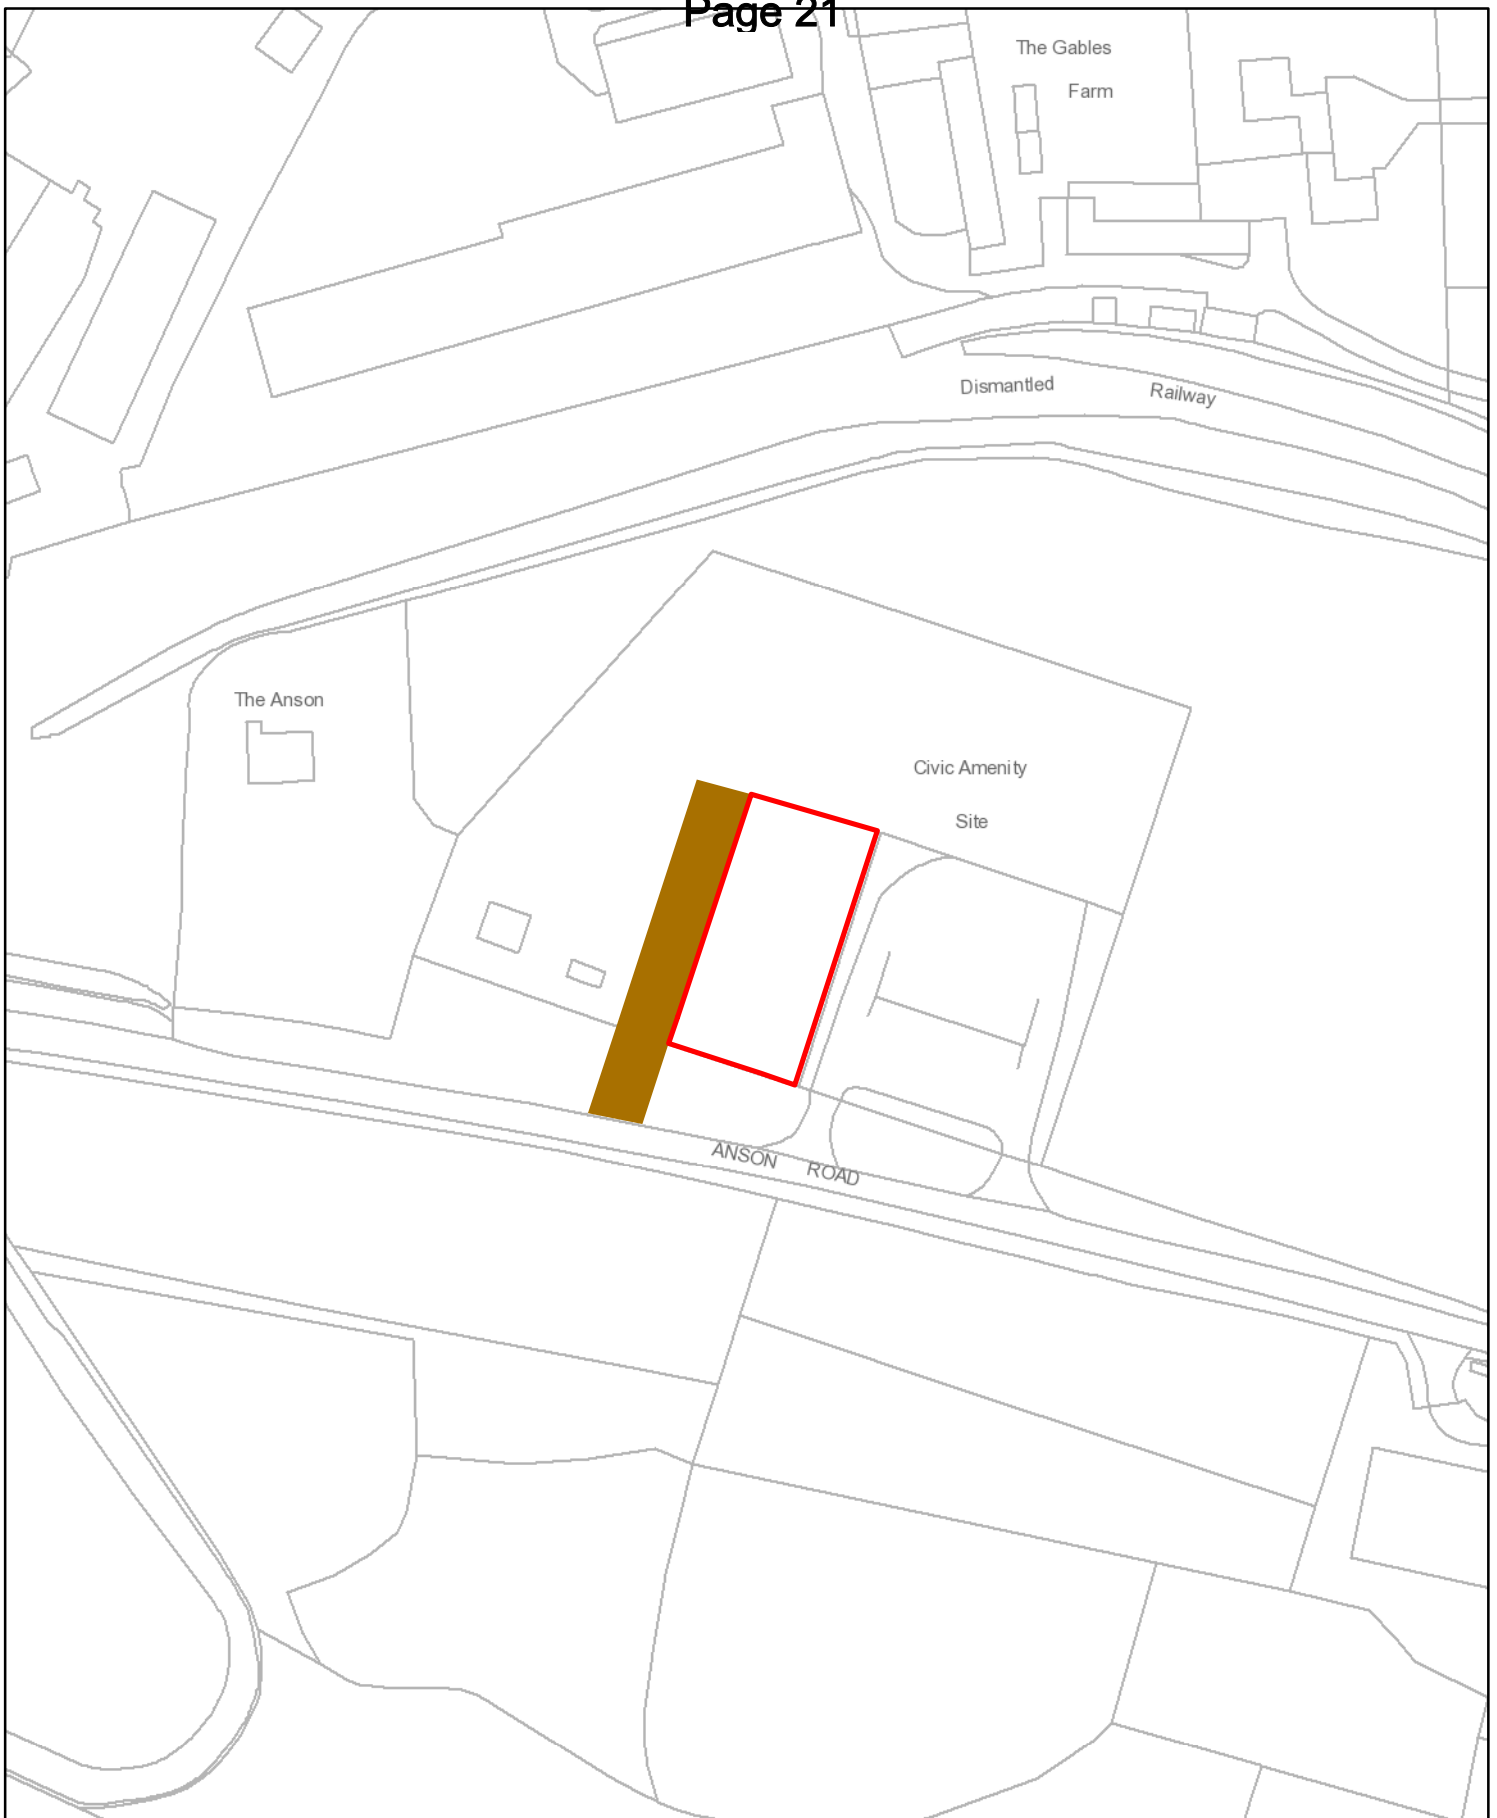 Page 21
The Gables
Farm
Dismantled Railway
The Anson
Civic Amenity
Site
ANSON ROAD